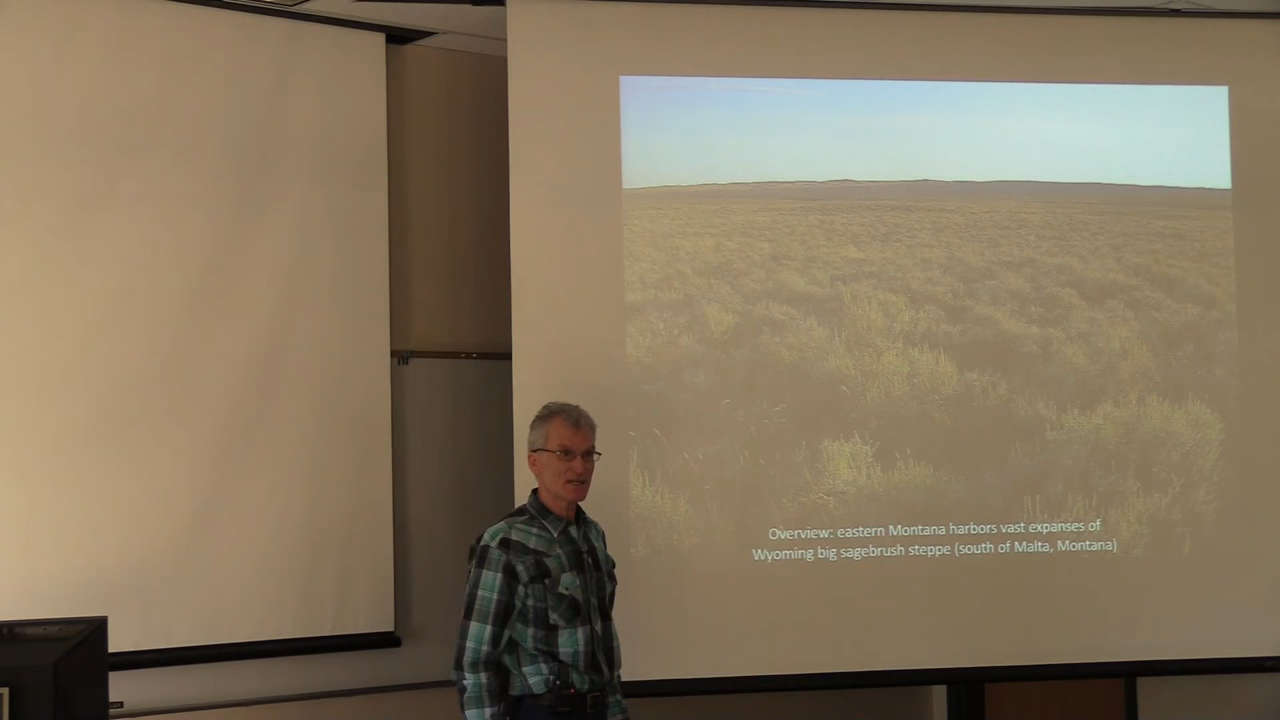 Overview: eastern Montana harbors vast expanses of
Wyoming big sagebrush steppe (south of Malta, Montana)